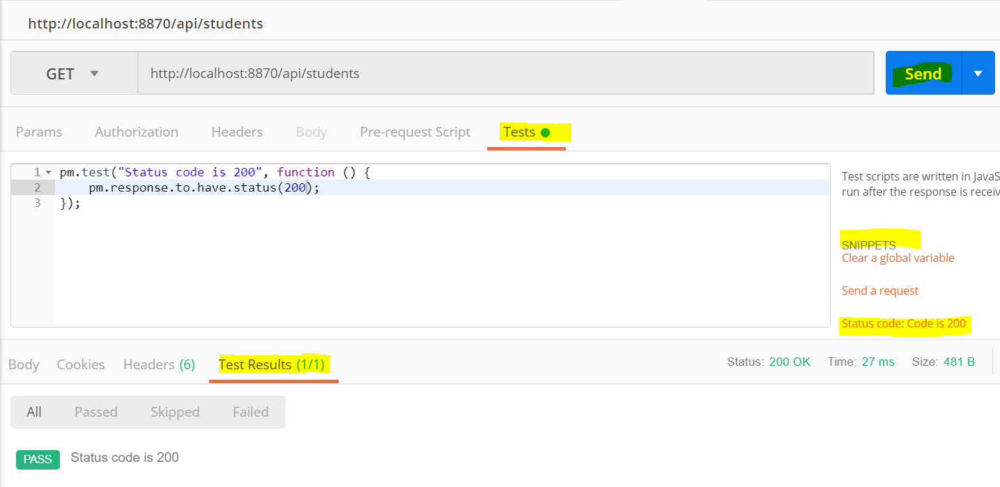 http://localhost:8870/api/students
GET http://localhost:8870/api/students Send
Params Authorization Headers Body Pre-request Script Tests
1 pm.test("Status code is 200", function () {
2 pm.response.to.have.status(200);
3 });
Test scripts are written in JavaS
run after the response is receiv
SNIPPETS
Clear a global variable
Send a request
Status code: Code is 200
Body Cookies Headers (6) Test Results (1/1) Status: 200 OK Time: 27 ms Size: 481 B
All Passed Skipped Failed
PASS Status code is 200